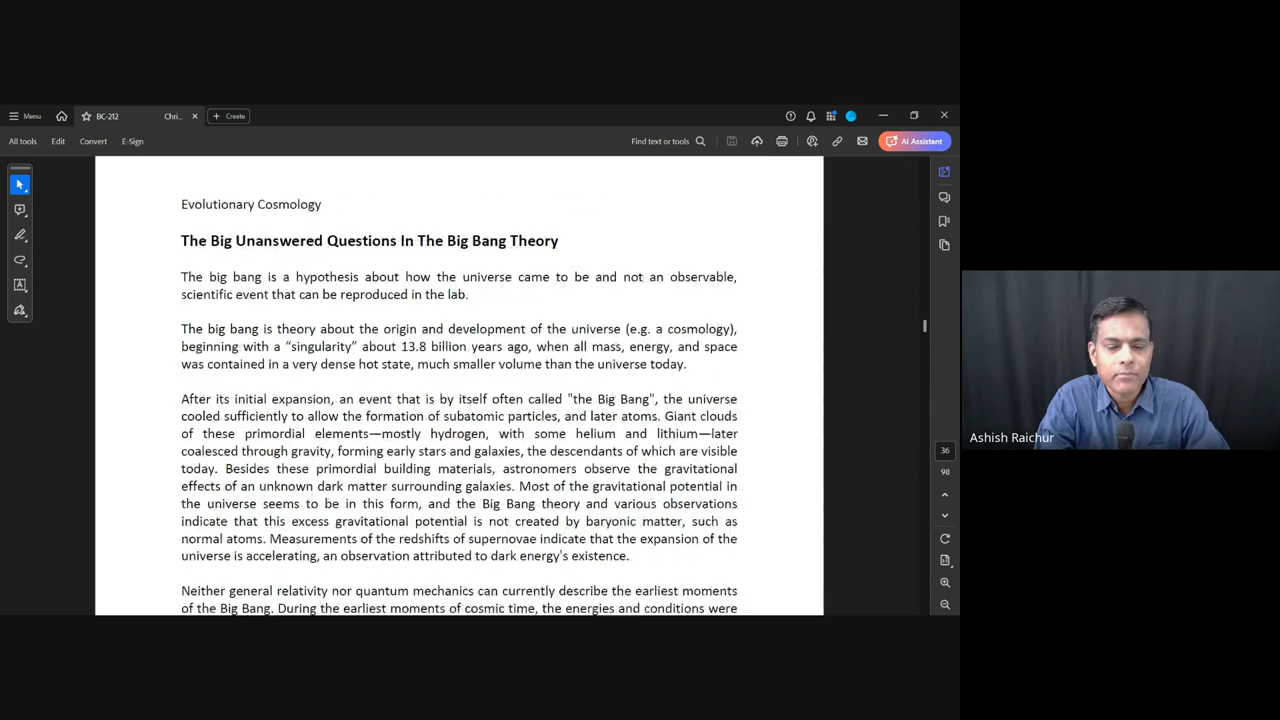 Menu
BC-212
Chri...
Create
All tools
Edit
Convert
E-Sign
Find text or tools
AI Assistant
Evolutionary Cosmology
The Big Unanswered Questions In The Big Bang Theory
The big bang is a hypothesis about how the universe came to be and not an observable,
scientific event that can be reproduced in the lab.
The big bang is theory about the origin and development of the universe (e.g. a cosmology),
beginning with a “singularity” about 13.8 billion years ago, when all mass, energy, and space
was contained in a very dense hot state, much smaller volume than the universe today.
After its initial expansion, an event that is by itself often called "the Big Bang", the universe
cooled sufficiently to allow the formation of subatomic particles, and later atoms. Giant clouds
of these primordial elements—mostly hydrogen, with some helium and lithium—later
coalesced through gravity, forming early stars and galaxies, the descendants of which are visible
today. Besides these primordial building materials, astronomers observe the gravitational
effects of an unknown dark matter surrounding galaxies. Most of the gravitational potential in
the universe seems to be in this form, and the Big Bang theory and various observations
indicate that this excess gravitational potential is not created by baryonic matter, such as
normal atoms. Measurements of the redshifts of supernovae indicate that the expansion of the
universe is accelerating, an observation attributed to dark energy's existence.
Neither general relativity nor quantum mechanics can currently describe the earliest moments
of the Big Bang. During the earliest moments of cosmic time, the energies and conditions were
36
98
Ashish Raichur